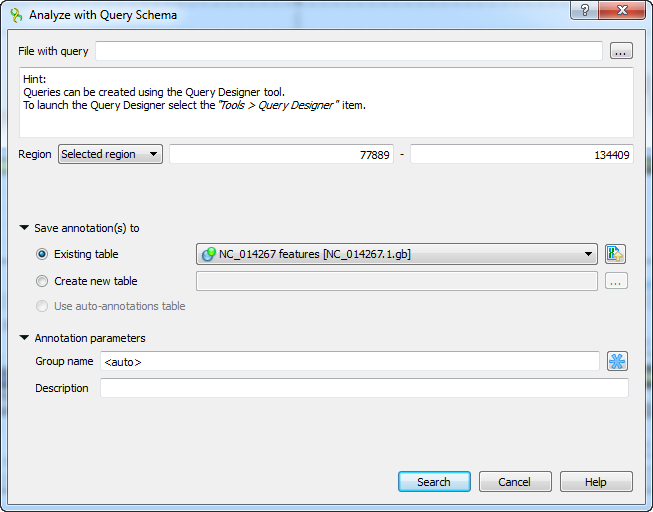 Analyze with Query Schema
File with query
...
Hint:
Queries can be created using the Query Designer tool.
To launch the Query Designer select the "Tools > Query Designer" item.
Region Selected region 77889 - 134409
Save annotation(s) to
Existing table NC_014267 features [NC_014267.1.gb]
Create new table ...
Use auto-annotations table
Annotation parameters
Group name <auto>
Description
Search Cancel Help